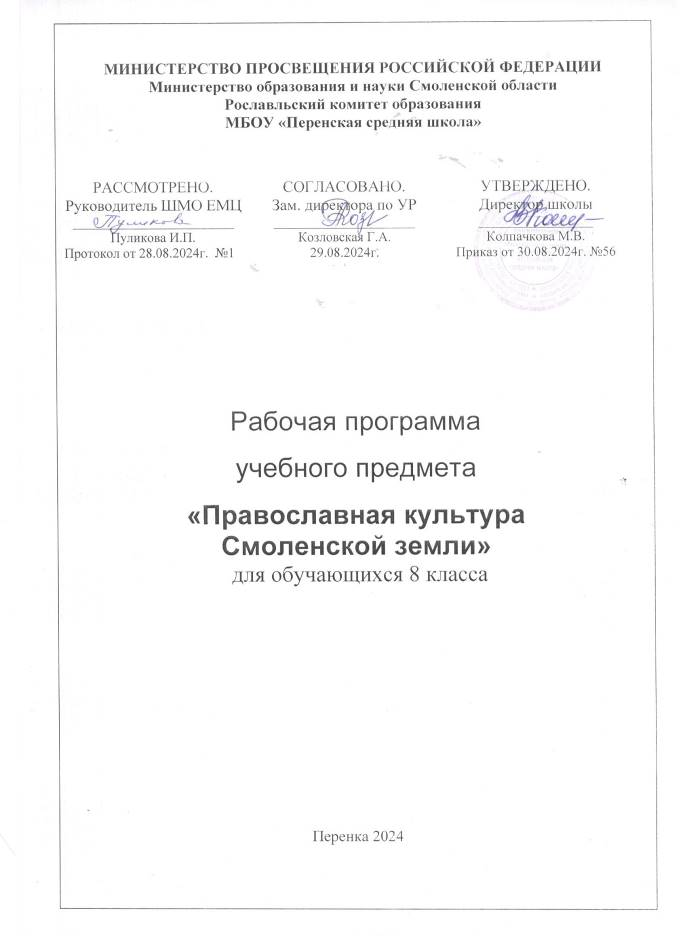 МИНИСТЕРСТВО ПРОСВЕЩЕНИЯ РОССИЙСКОЙ ФЕДЕРАЦИИ
Министерство образования и науки Смоленской области
Рославльский комитет образования
МБОУ «Перенская средняя школа»
РАССМОТРЕНО.
Руководитель ШМО ЕМЦ
Пуликова
Пуликова И.П.
Протокол от 28.08.2024г. №1
СОГЛАСОВАНО.
Зам. директора по УР
Козловская Г.А.
29.08.2024г.
УТВЕРЖДЕНО.
Директор школы
Колпачкова М.В.
Приказ от 30.08.2024г. №56
Рабочая программа
учебного предмета
«Православная культура
Смоленской земли»
для обучающихся 8 класса
Перенка 2024